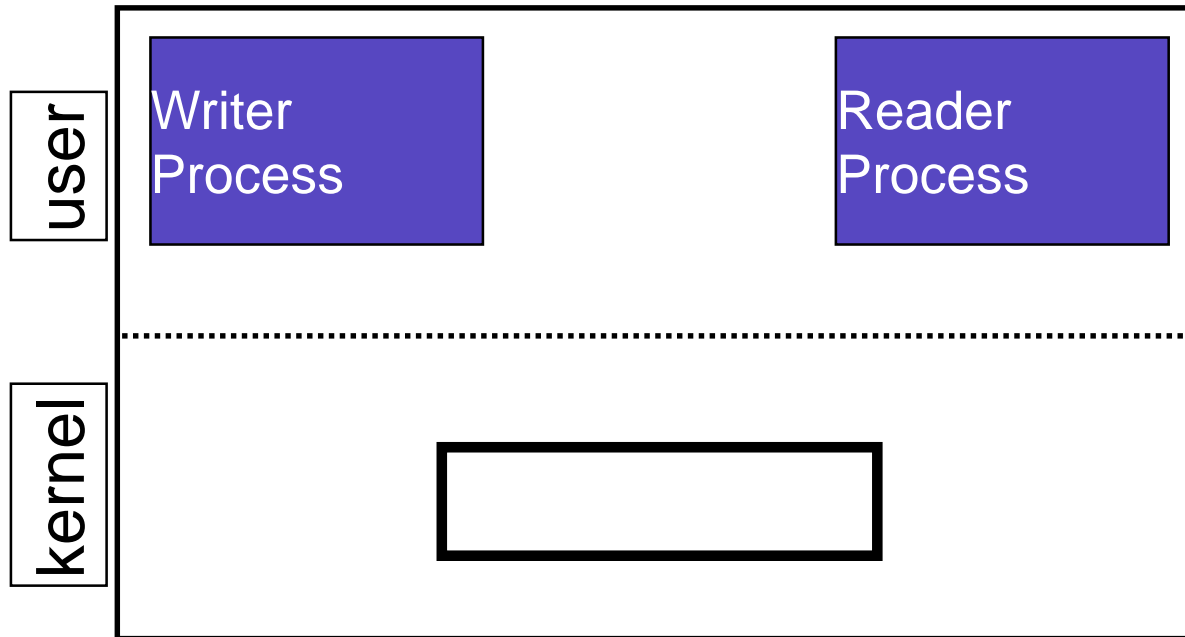 user
Writer
Process
Reader
Process
kernel